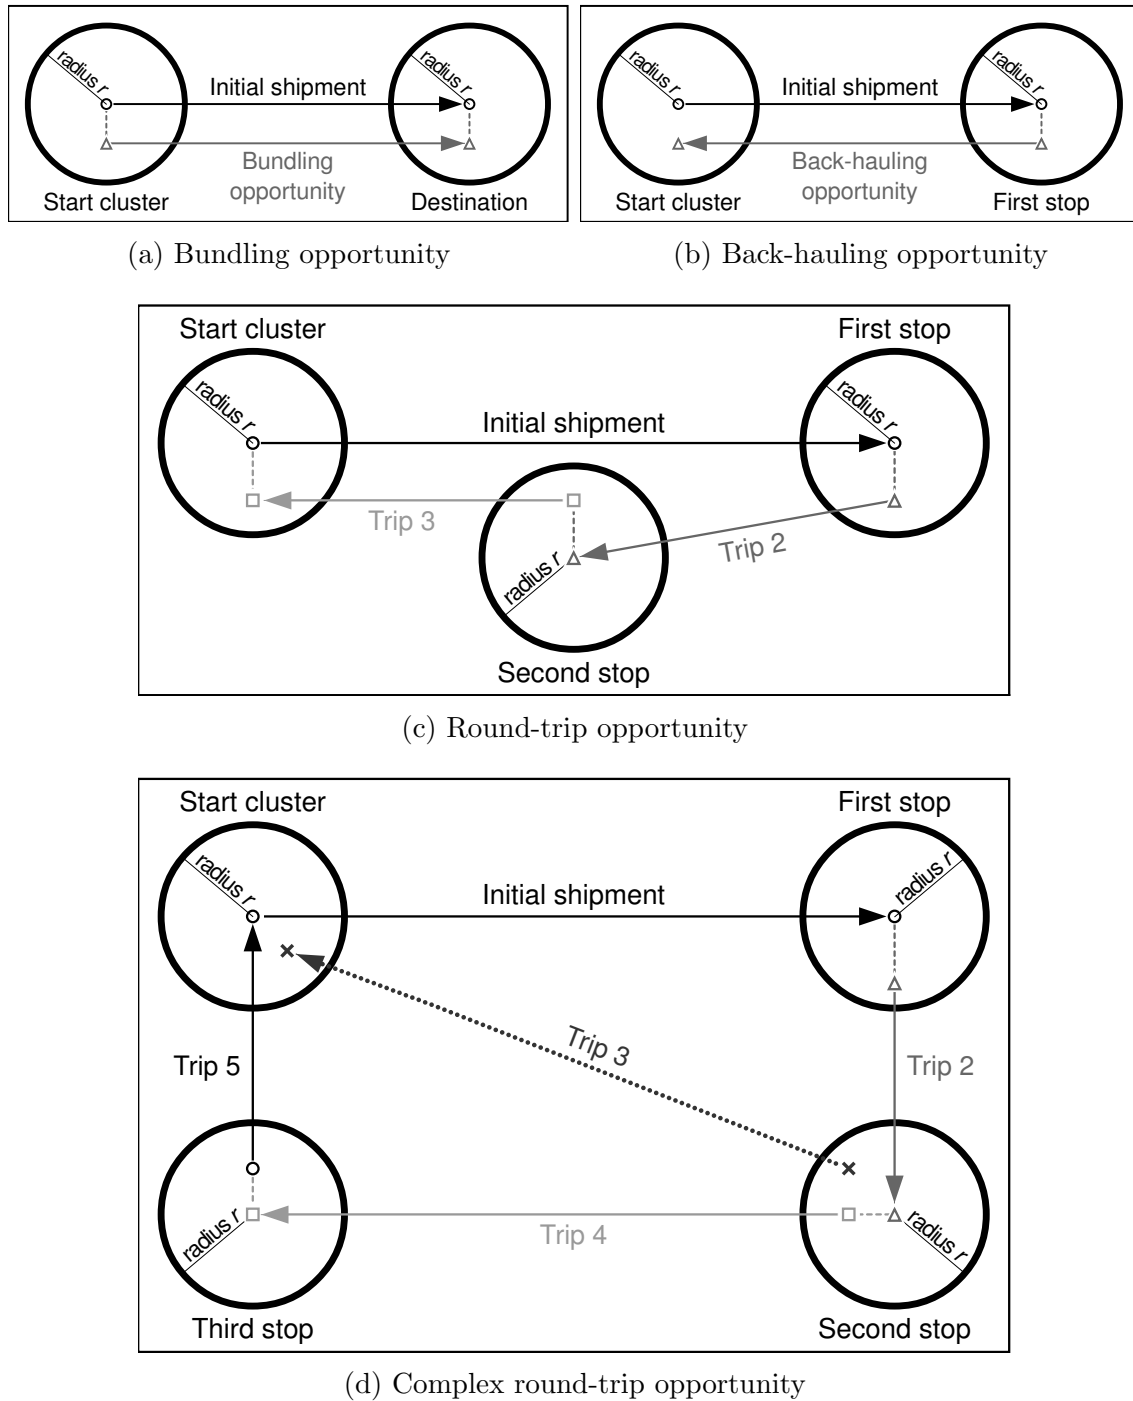 radius r
radius r
Initial shipment
Bundling
opportunity
Start cluster
Destination
radius r
radius r
Initial shipment
Back-hauling
opportunity
Start cluster
First stop
(a) Bundling opportunity
(b) Back-hauling opportunity
Start cluster
First stop
radius r
radius r
Initial shipment
Trip 3
Trip 2
radius r
Second stop
(c) Round-trip opportunity
Start cluster
First stop
radius r
radius r
Initial shipment
Trip 3
Trip 5
Trip 2
radius r
Trip 4
radius r
Third stop
Second stop
(d) Complex round-trip opportunity